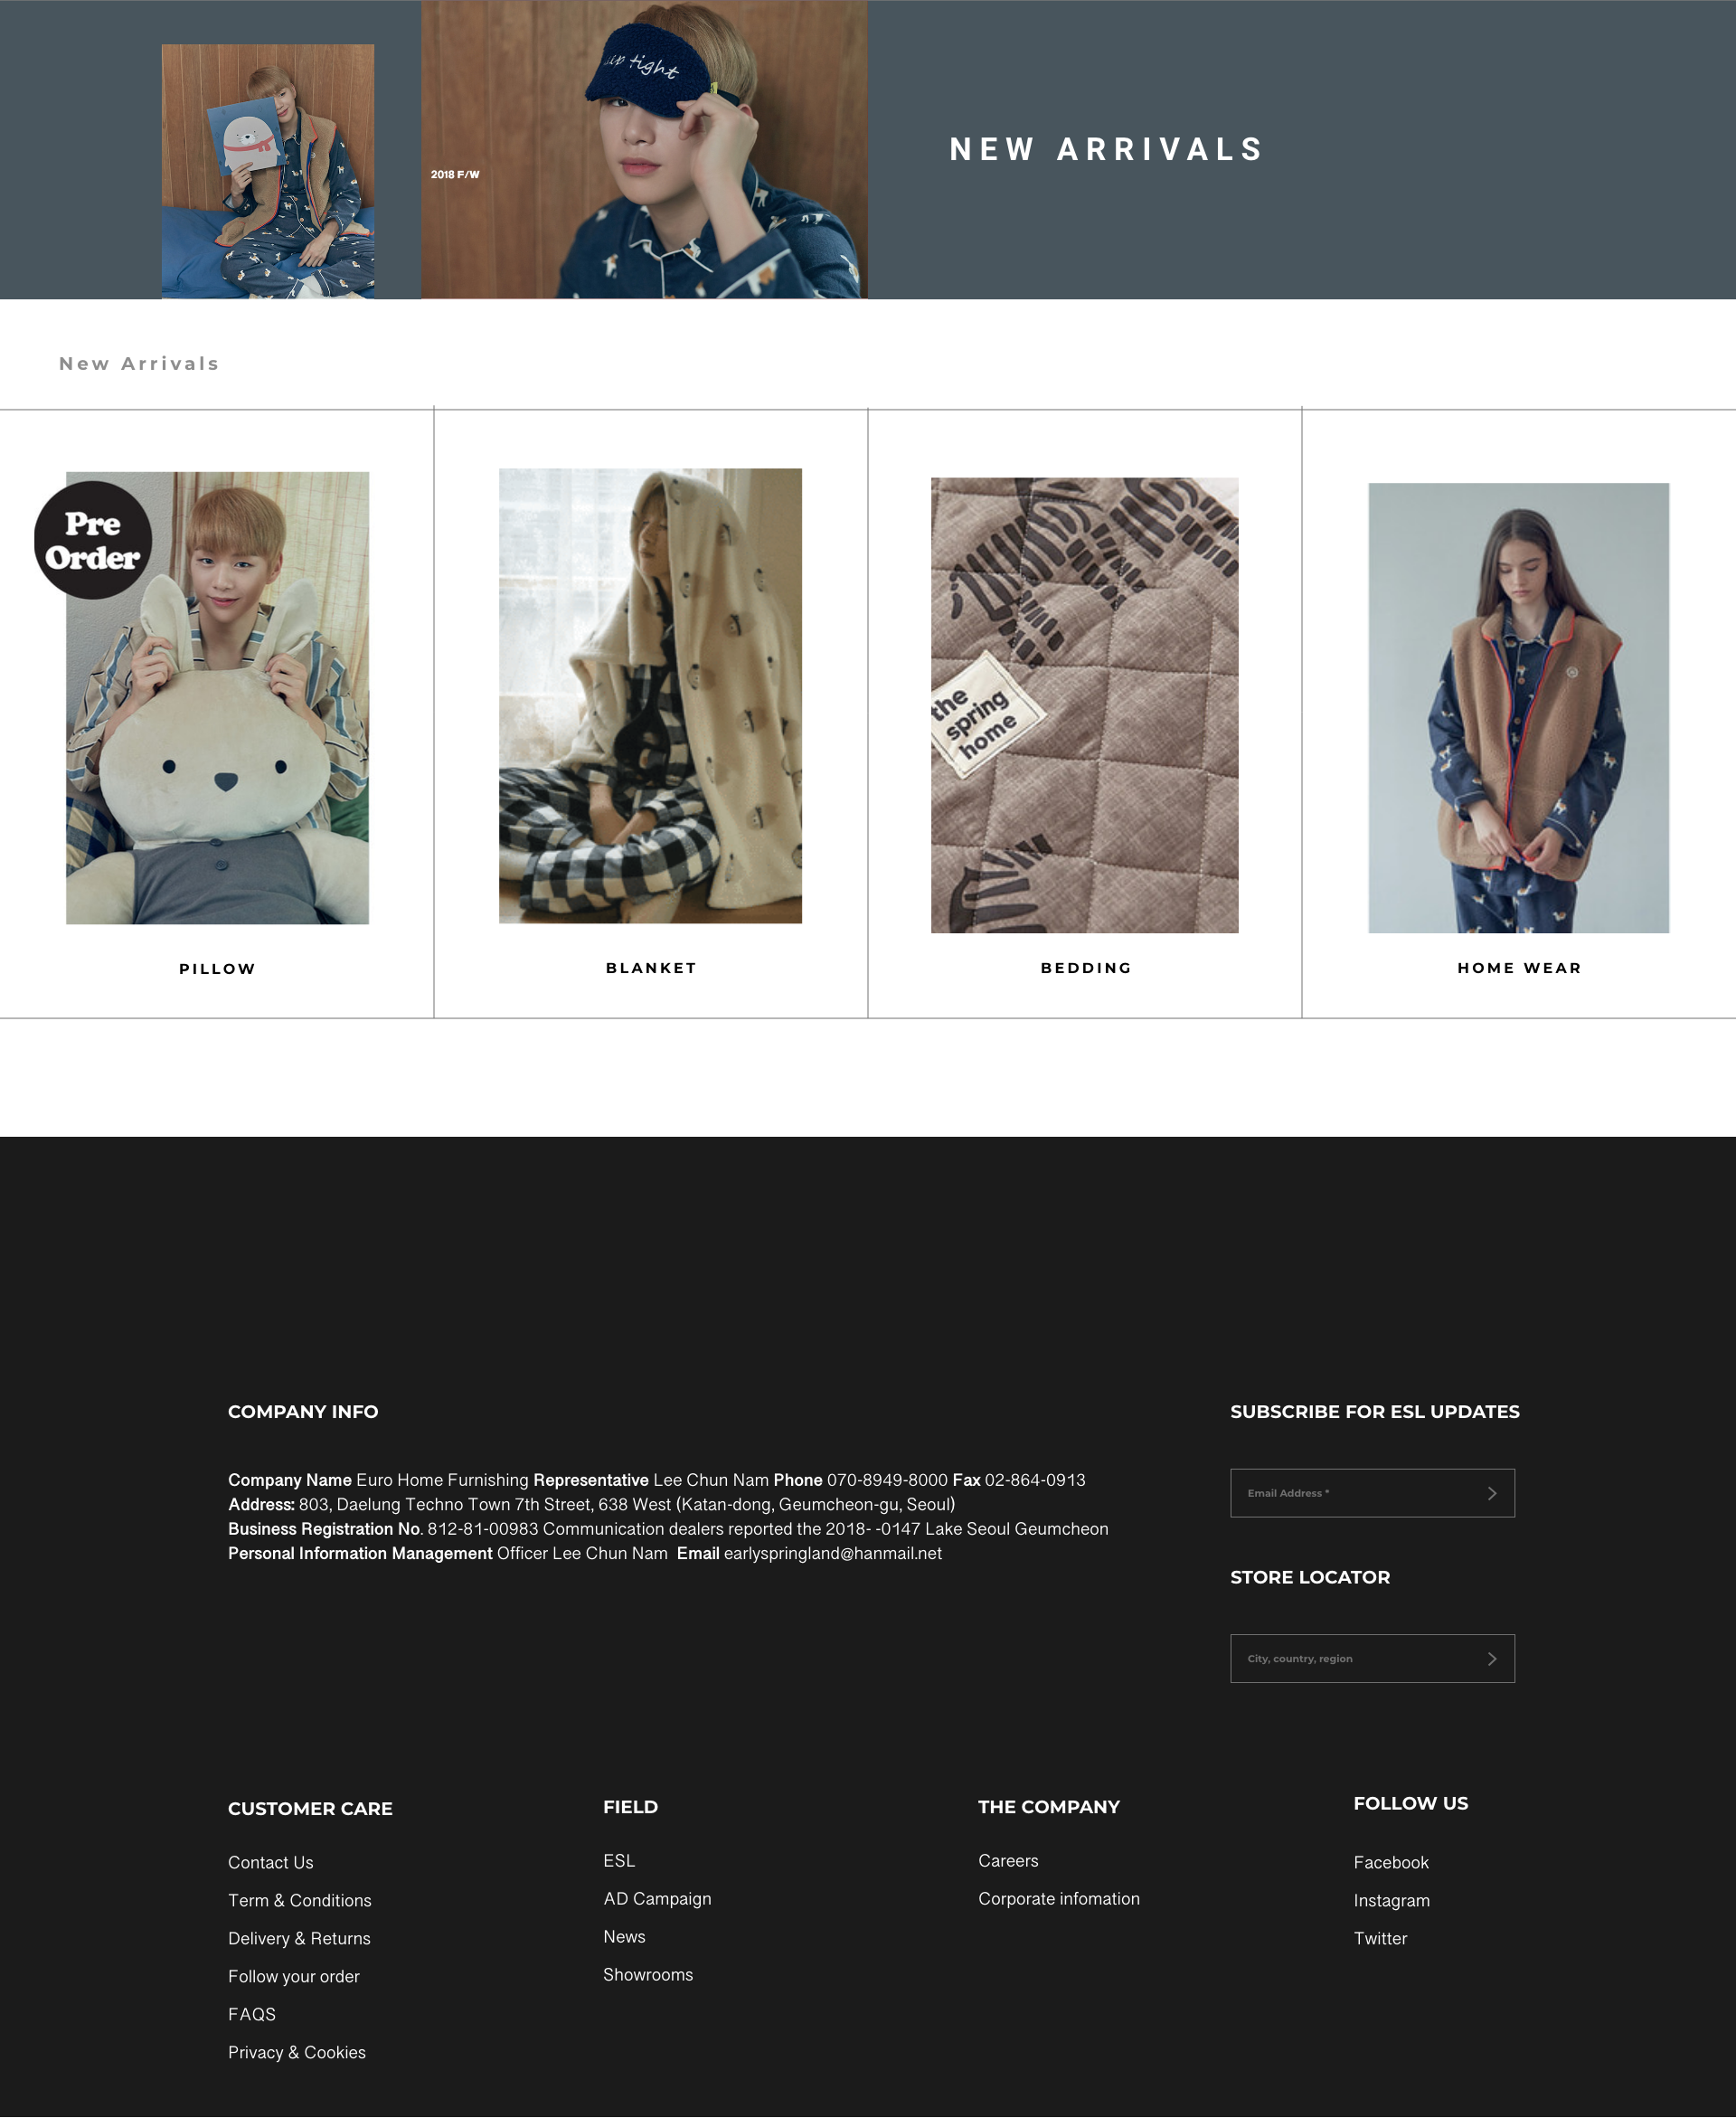 tight
2018 F/W
NEW ARRIVALS
New Arrivals
Pre
Order
the
spring
home
PILLOW
BLANKET
BEDDING
HOME WEAR
COMPANY INFO
Company Name Euro Home Furnishing Representative Lee Chun Nam Phone 070-8949-8000 Fax 02-864-0913
Address: 803, Daelung Techno Town 7th Street, 638 West (Katan-dong, Geumcheon-gu, Seoul)
Business Registration No. 812-81-00983 Communication dealers reported the 2018- -0147 Lake Seoul Geumcheon
Personal Information Management Officer Lee Chun Nam  Email earlyspringland@hanmail.net
SUBSCRIBE FOR ESL UPDATES
Email Address *
STORE LOCATOR
City, country, region
CUSTOMER CARE
Contact Us
Term & Conditions
Delivery & Returns
Follow your order
FAQS
Privacy & Cookies
FIELD
ESL
AD Campaign
News
Showrooms
THE COMPANY
Careers
Corporate infomation
FOLLOW US
Facebook
Instagram
Twitter